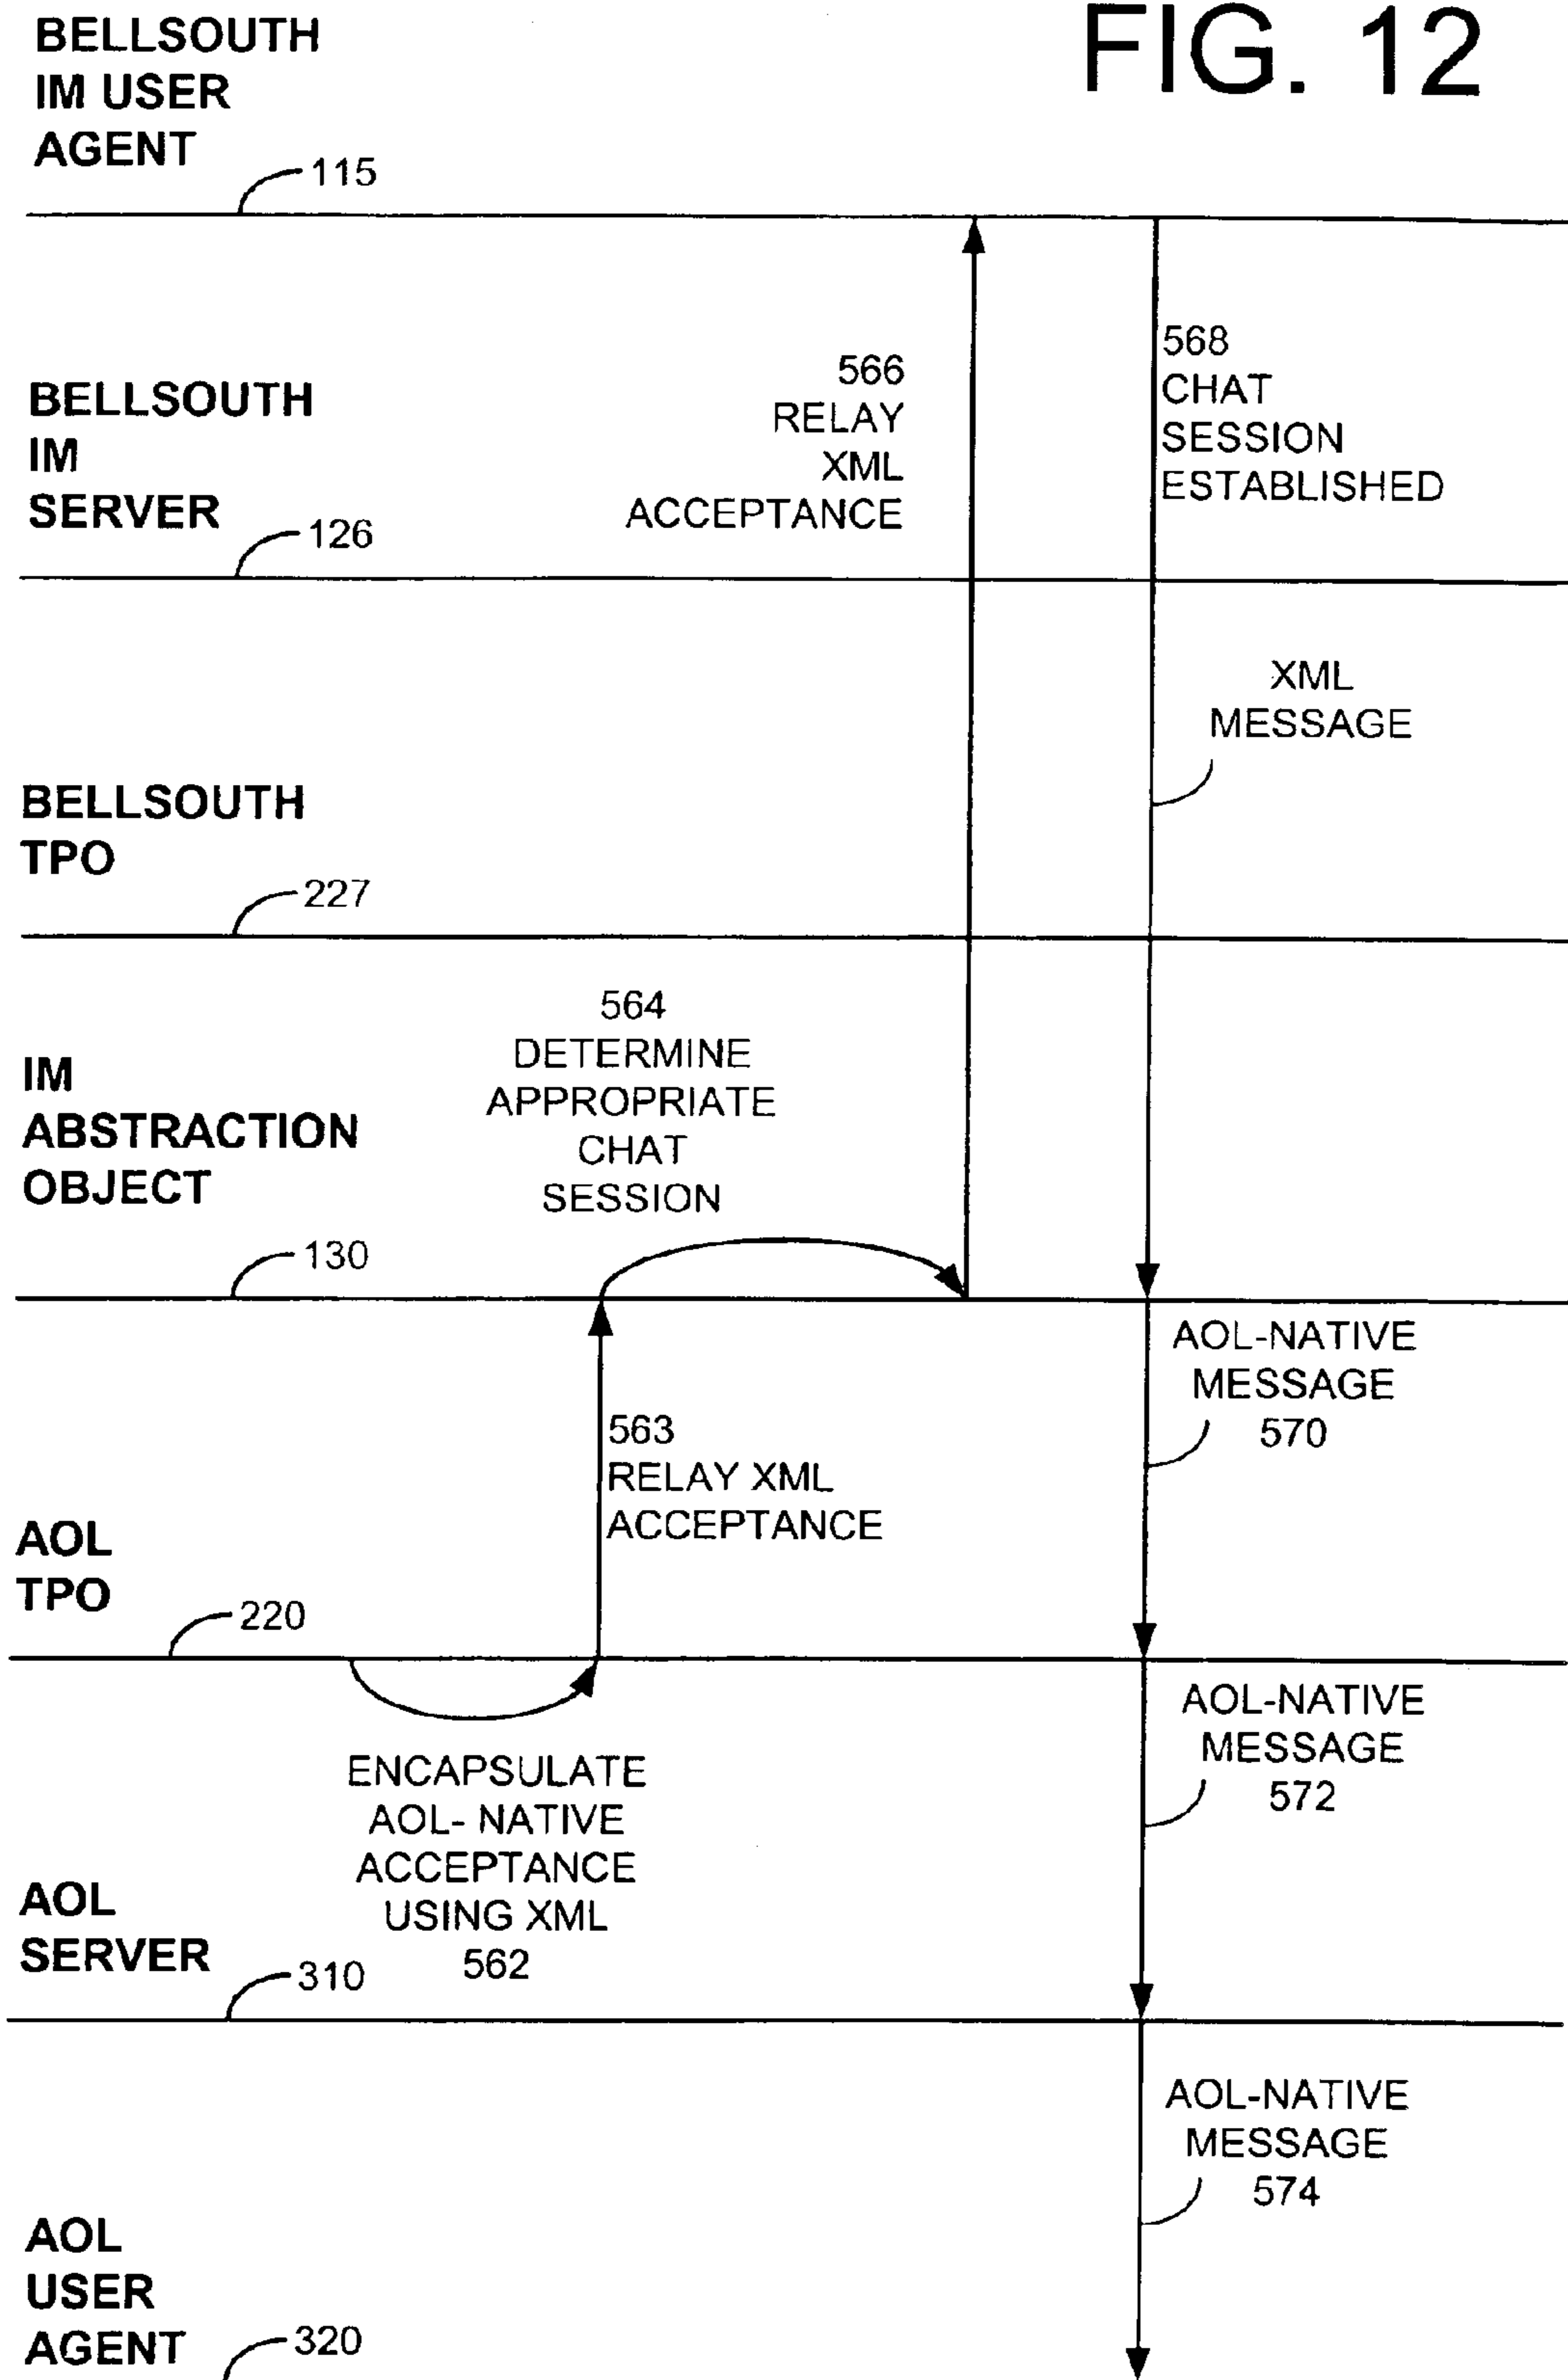 FIG. 12
BELLSOUTH
IM USER
AGENT
115
566
RELAY
XML
ACCEPTANCE
568
CHAT
SESSION
ESTABLISHED
BELLSOUTH
IM
SERVER
126
XML
MESSAGE
BELLSOUTH
TPO
227
564
DETERMINE
APPROPRIATE
CHAT
SESSION
IM
ABSTRACTION
OBJECT
130
AOL-NATIVE
MESSAGE
570
563
RELAY XML
ACCEPTANCE
AOL
TPO
220
AOL-NATIVE
MESSAGE
572
ENCAPSULATE
AOL- NATIVE
ACCEPTANCE
USING XML
562
AOL
SERVER
310
AOL-NATIVE
MESSAGE
574
AOL
USER
AGENT
320